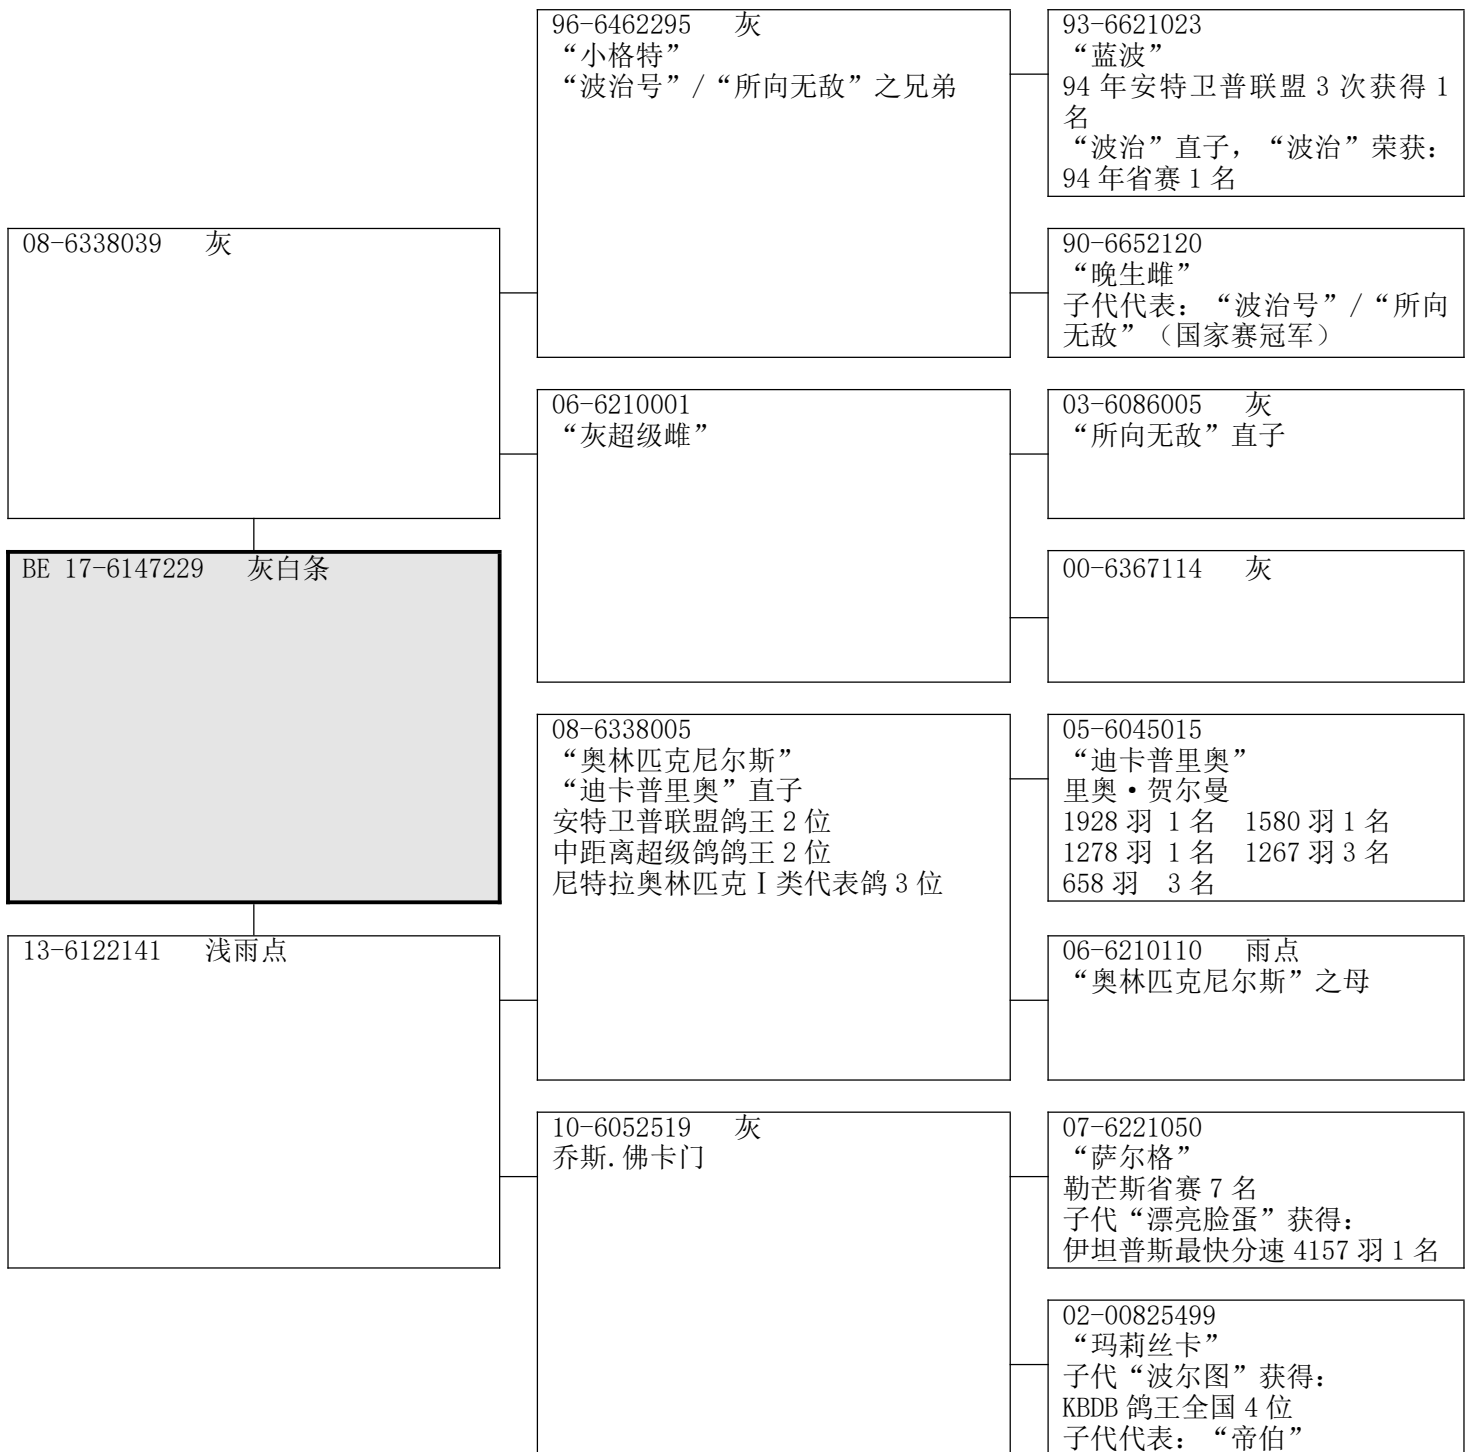 96-6462295 灰
“小格特”
“波治号”/“所向无敌”之兄弟
93-6621023
“蓝波”
94 年安特卫普联盟 3 次获得 1
名
“波治”直子，“波治”荣获：
94 年省赛 1 名
08-6338039 灰
90-6652120
“晚生雌”
子代代表：“波治号”/“所向
无敌”（国家赛冠军）
06-6210001
“灰超级雌”
03-6086005 灰
“所向无敌”直子
BE 17-6147229 灰白条
00-6367114 灰
08-6338005
“奥林匹克尼尔斯”
“迪卡普里奥”直子
安特卫普联盟鸽王 2 位
中距离超级鸽鸽王 2 位
尼特拉奥林匹克Ⅰ类代表鸽 3 位
05-6045015
“迪卡普里奥”
里奥·贺尔曼
1928 羽 1 名 1580 羽 1 名
1278 羽 1 名 1267 羽 3 名
658 羽 3 名
13-6122141 浅雨点
06-6210110 雨点
“奥林匹克尼尔斯”之母
10-6052519 灰
乔斯.佛卡门
07-6221050
“萨尔格”
勒芒斯省赛 7 名
子代“漂亮脸蛋”获得：
伊坦普斯最快分速 4157 羽 1 名
02-00825499
“玛莉丝卡”
子代“波尔图”获得：
KBDB 鸽王全国 4 位
子代代表：“帝伯”